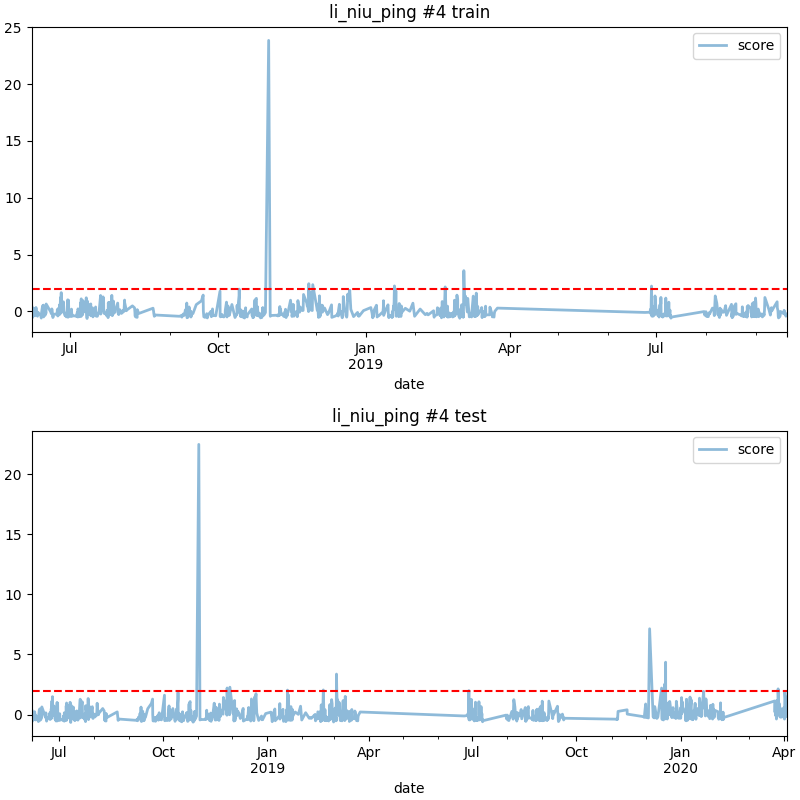 li_niu_ping #4 train
25
score
20
15
10
5
0
Jul
Oct
Jan
Apr
Jul
2019
date
li_niu_ping #4 test
score
20
15
10
5
0
Jul
Oct
Jan
Apr
Jul
Oct
Jan
Apr
2019
2020
date